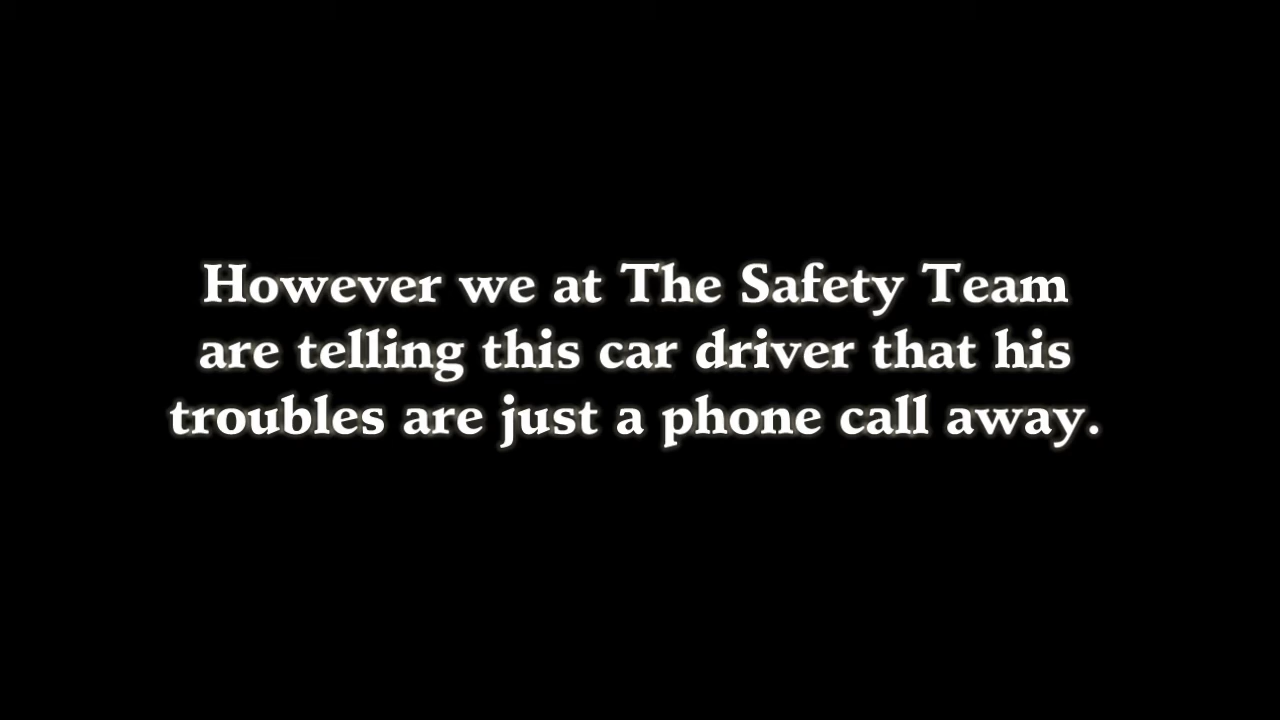 However we at The Safety Team
are telling this car driver that his
troubles are just a phone call away.